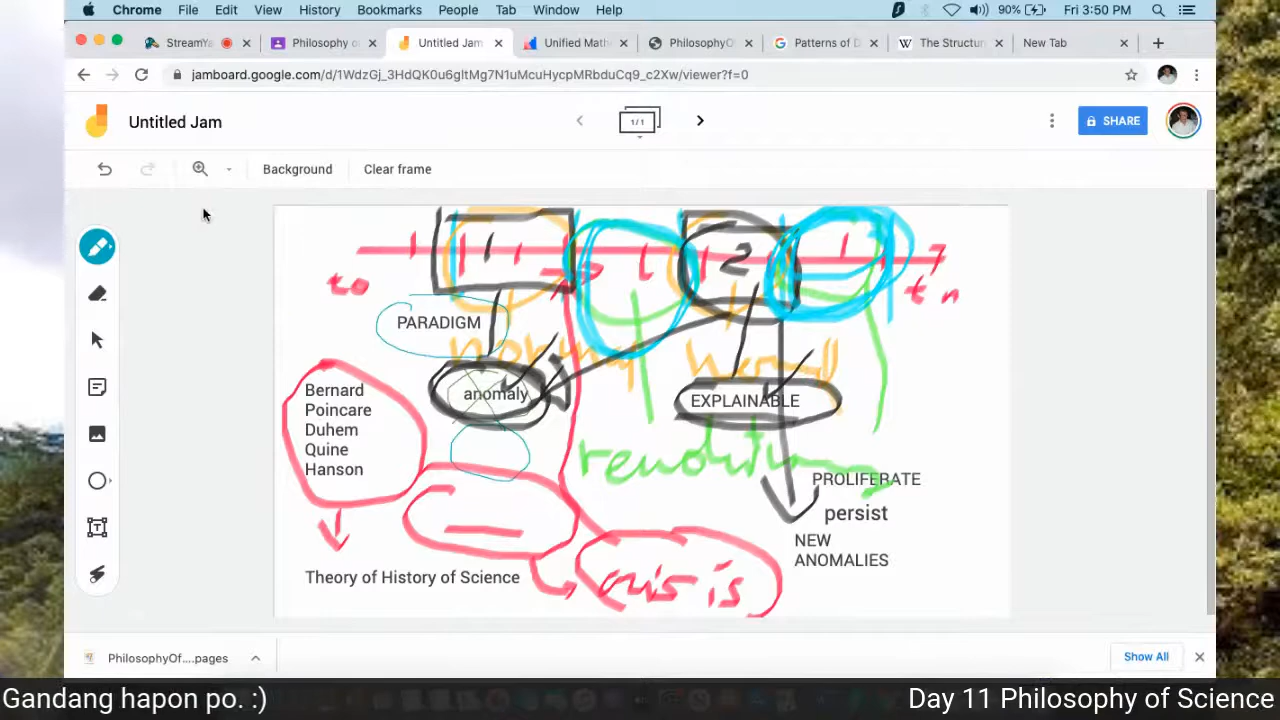 Chrome File Edit View History Bookmarks People Tab Window Help 90% Fri 3:50 PM
StreamYa Philosophy o Untitled Jam Unified Math PhilosophyO Patterns of D The Structur New Tab
jamboard.google.com/d/1WdzGj_3HdQK0u6gltMg7N1uMcuHycpMRbduCq9_c2Xw/viewer?f=0
Untitled Jam 1/1 SHARE
Background Clear frame
1 2
to tn
PARADIGM
normal
Bernard
Poincare
Duhem
Quine
Hanson
anomaly
EXPLAINABLE
PROLIFERATE
persist
NEW
ANOMALIES
Theory of History of Science
crisis
PhilosophyOf....pages Show All
Gandang hapon po. :) Day 11 Philosophy of Science